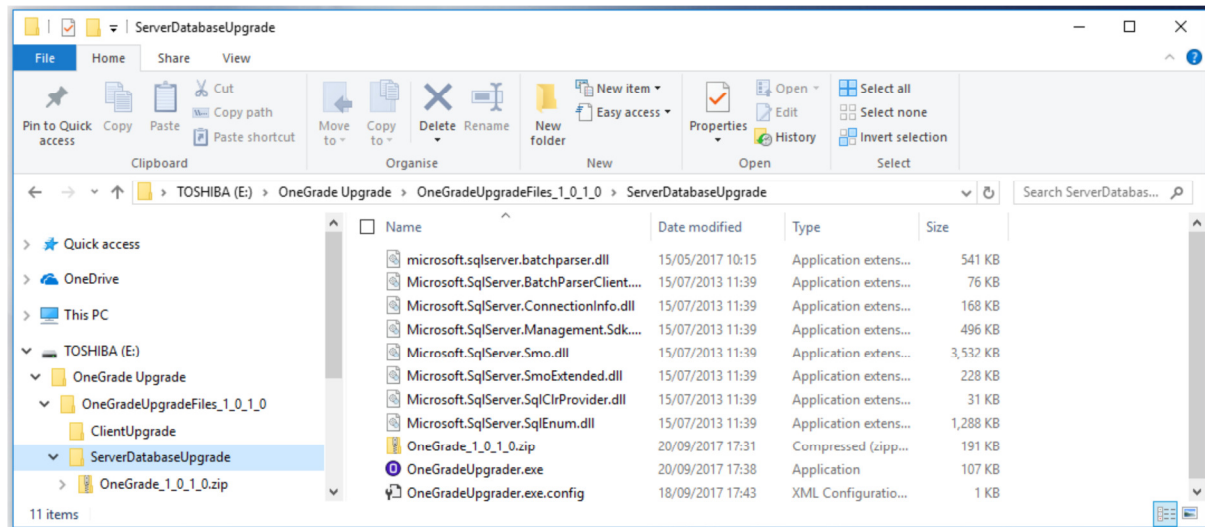 ServerDatabaseUpgrade
File Home Share View
Pin to Quick access
Copy
Paste
Cut
Copy path
Paste shortcut
Move to
Copy to
Delete
Rename
New folder
New item
Easy access
Properties
Open
Edit
History
Select all
Select none
Invert selection
Clipboard Organise New Open Select
TOSHIBA (E:) > OneGrade Upgrade > OneGradeUpgradeFiles_1_0_1_0 > ServerDatabaseUpgrade
Search ServerDatabas...
Quick access
OneDrive
This PC
TOSHIBA (E:)
OneGrade Upgrade
OneGradeUpgradeFiles_1_0_1_0
ClientUpgrade
ServerDatabaseUpgrade
OneGrade_1_0_1_0.zip
Name Date modified Type Size
microsoft.sqlserver.batchparser.dll 15/05/2017 10:15 Application extens... 541 KB
Microsoft.SqlServer.BatchParserClient.... 15/07/2013 11:39 Application extens... 76 KB
Microsoft.SqlServer.ConnectionInfo.dll 15/07/2013 11:39 Application extens... 168 KB
Microsoft.SqlServer.Management.Sdk.... 15/07/2013 11:39 Application extens... 496 KB
Microsoft.SqlServer.Smo.dll 15/07/2013 11:39 Application extens... 3,532 KB
Microsoft.SqlServer.SmoExtended.dll 15/07/2013 11:39 Application extens... 228 KB
Microsoft.SqlServer.SqlClrProvider.dll 15/07/2013 11:39 Application extens... 31 KB
Microsoft.SqlServer.SqlEnum.dll 15/07/2013 11:39 Application extens... 1,288 KB
OneGrade_1_0_1_0.zip 20/09/2017 17:31 Compressed (zipp... 191 KB
OneGradeUpgrader.exe 20/09/2017 17:38 Application 107 KB
OneGradeUpgrader.exe.config 18/09/2017 17:43 XML Configuratio... 1 KB
11 items